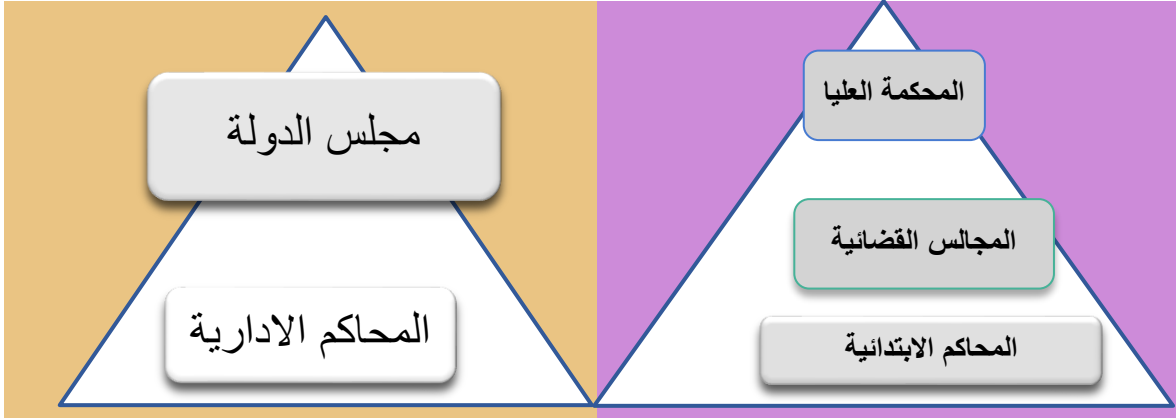 المحكمة العليا
المجالس القضائية
المحاكم الابتدائية
مجلس الدولة
المحاكم الادارية